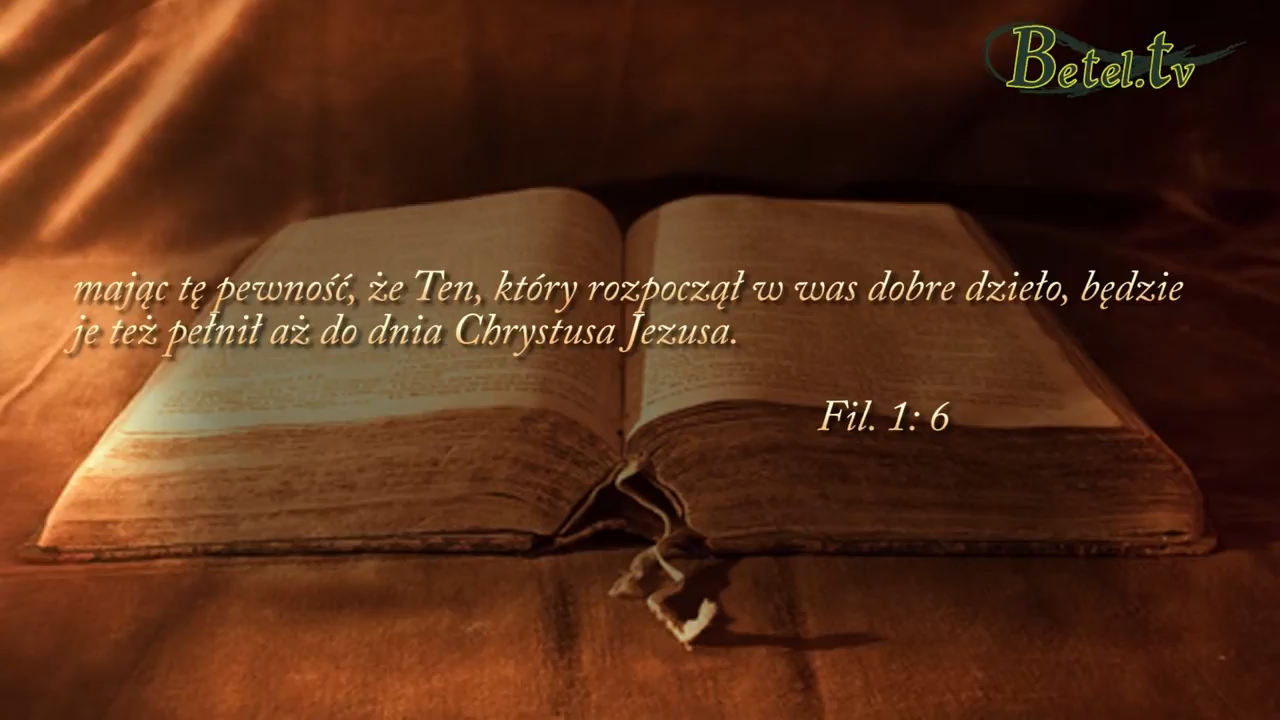 Betel.tv
mając tę pewność, że Ten, który rozpoczął w was dobre dzieło, będzie
je też pełnił aż do dnia Chrystusa Jezusa.
Fil. 1: 6